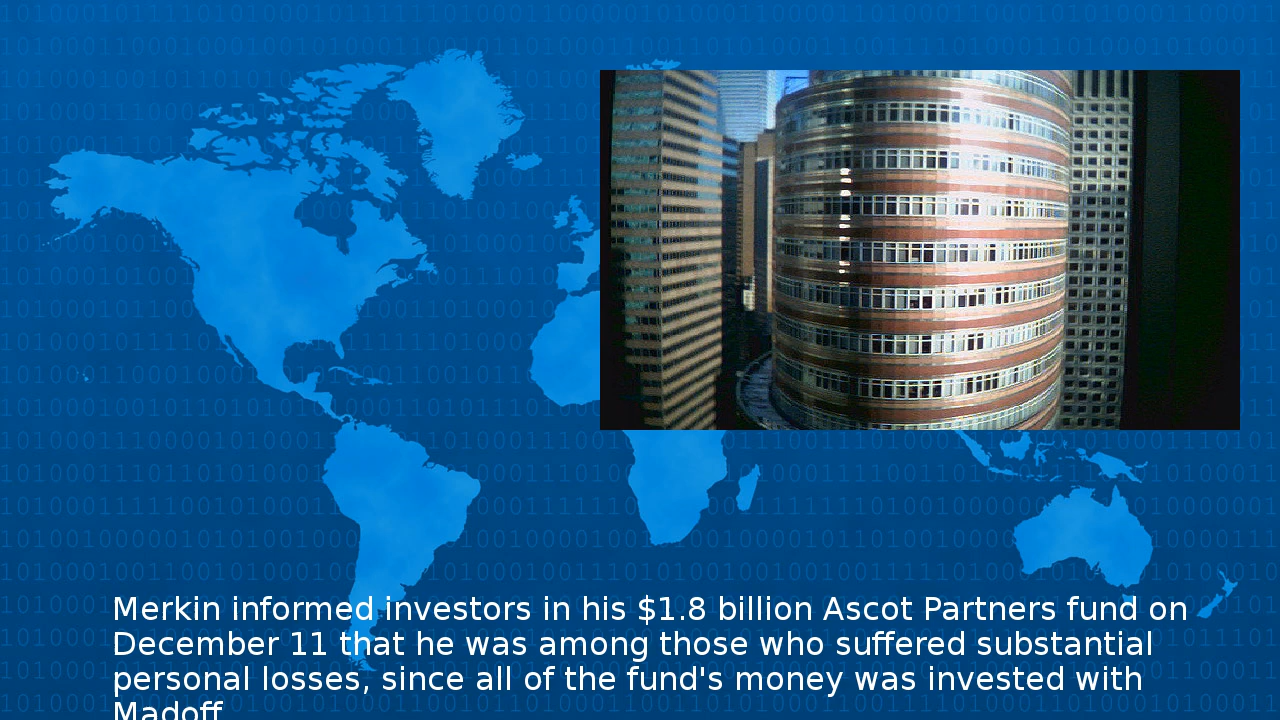 Merkin informed investors in his $1.8 billion Ascot Partners fund on
December 11 that he was among those who suffered substantial
personal losses, since all of the fund's money was invested with
Madoff